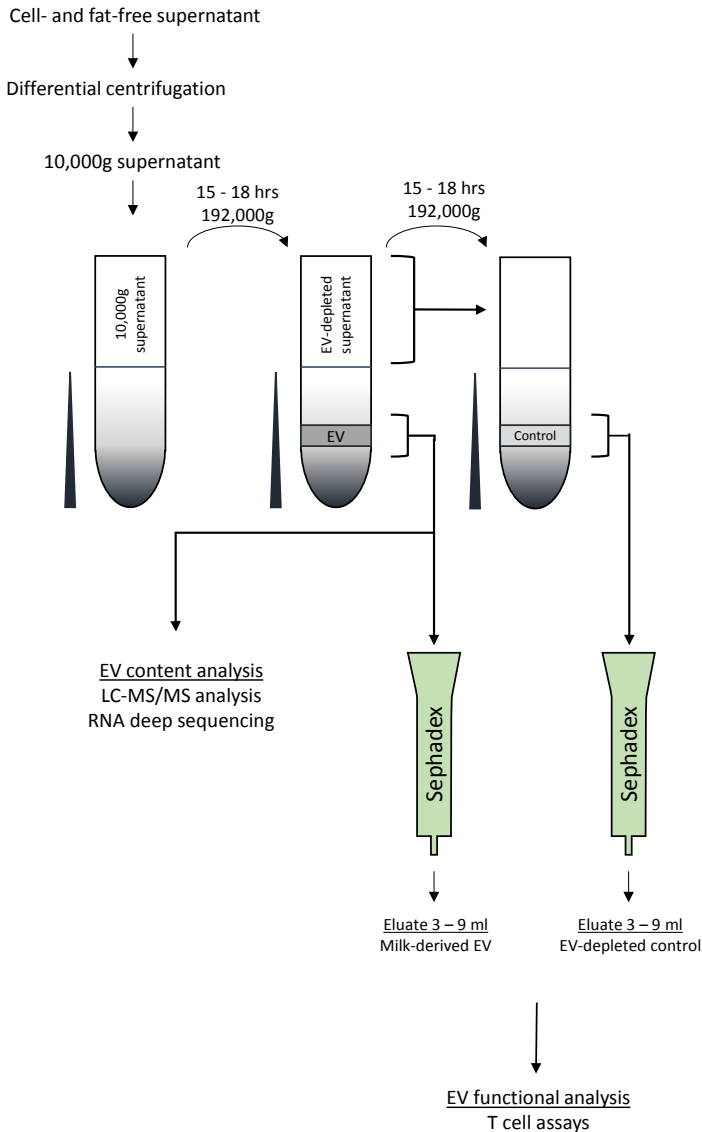 Cell- and fat-free supernatant
Differential centrifugation
10,000g supernatant
15 - 18 hrs
192,000g
15 - 18 hrs
192,000g
10,000g
supernatant
EV-depleted
supernatant
EV
Control
EV content analysis
LC-MS/MS analysis
RNA deep sequencing
Sephadex
Sephadex
Eluate 3 – 9 ml
Milk-derived EV
Eluate 3 – 9 ml
EV-depleted control
EV functional analysis
T cell assays